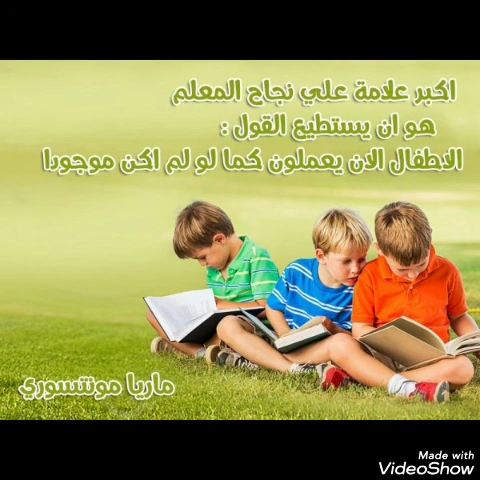 اكبر علامة علي نجاح المعلم
هو ان يستطيع القول :
الاطفال الان يعملون كما لو لم اكن موجودا
ماريا مونتسوري
Made with
VideoShow